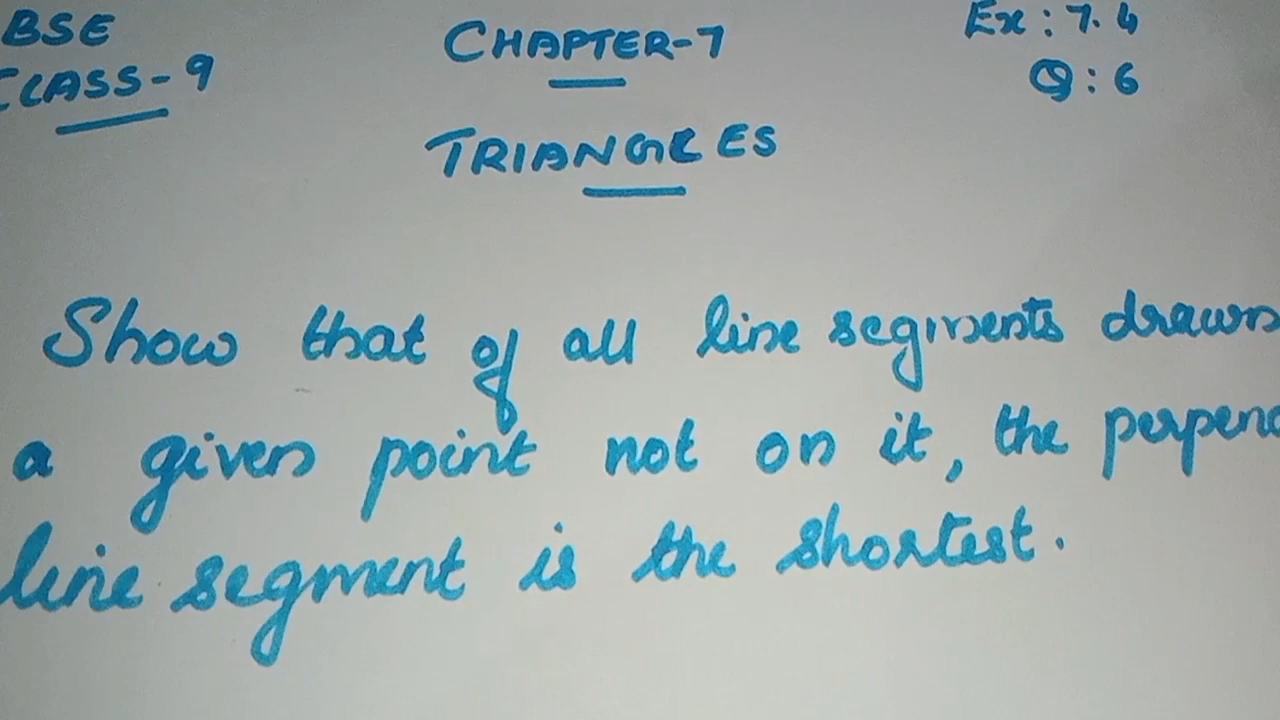 BSE
CLASS-9
CHAPTER-7
Ex: 7.4
Q: 6
TRIANGLES
Show that of all line segments drawn
a given point not on it, the perpend
line segment is the shortest.